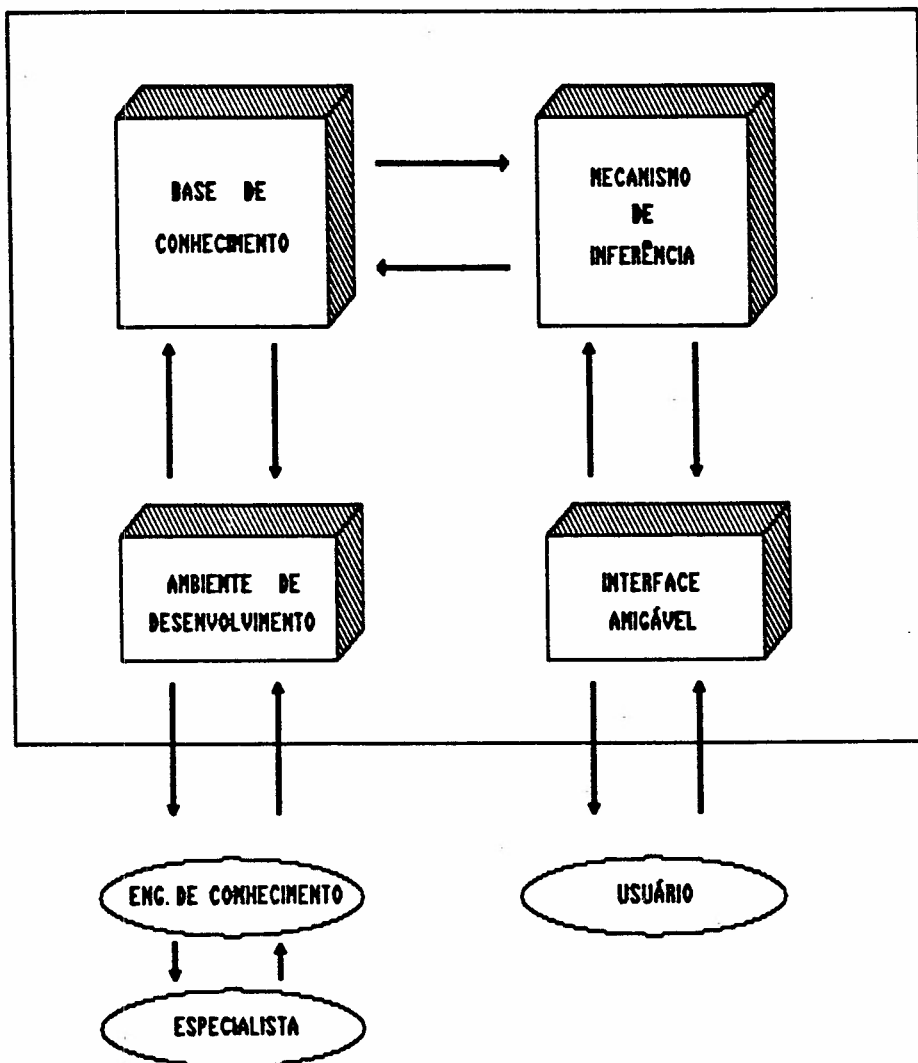 BASE DE
CONHECIMENTO
MECANISMO
DE
INFERÊNCIA
AMBIENTE DE
DESENVOLVIMENTO
INTERFACE
AMIGÁVEL
ENG. DE CONHECIMENTO
USUÁRIO
ESPECIALISTA